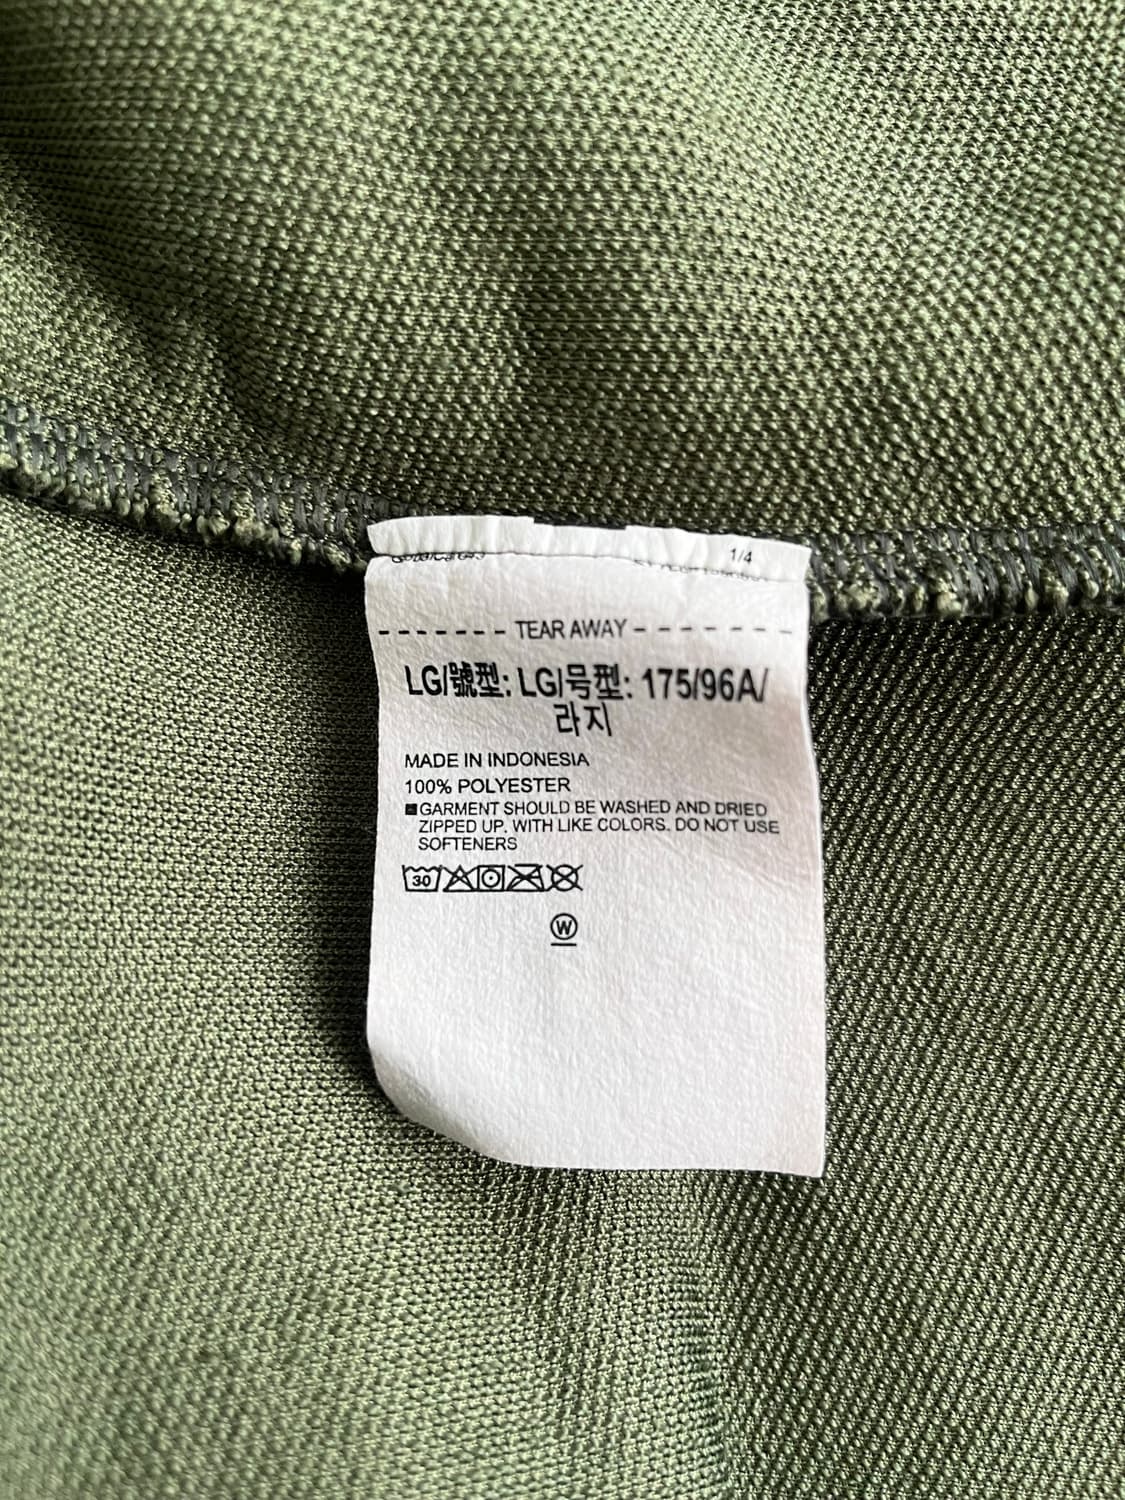 1/4
TEAR AWAY
LG/號型: LG/号型: 175/96A/
라지
MADE IN INDONESIA
100% POLYESTER
■GARMENT SHOULD BE WASHED AND DRIED
ZIPPED UP. WITH LIKE COLORS. DO NOT USE
SOFTENERS
30
W